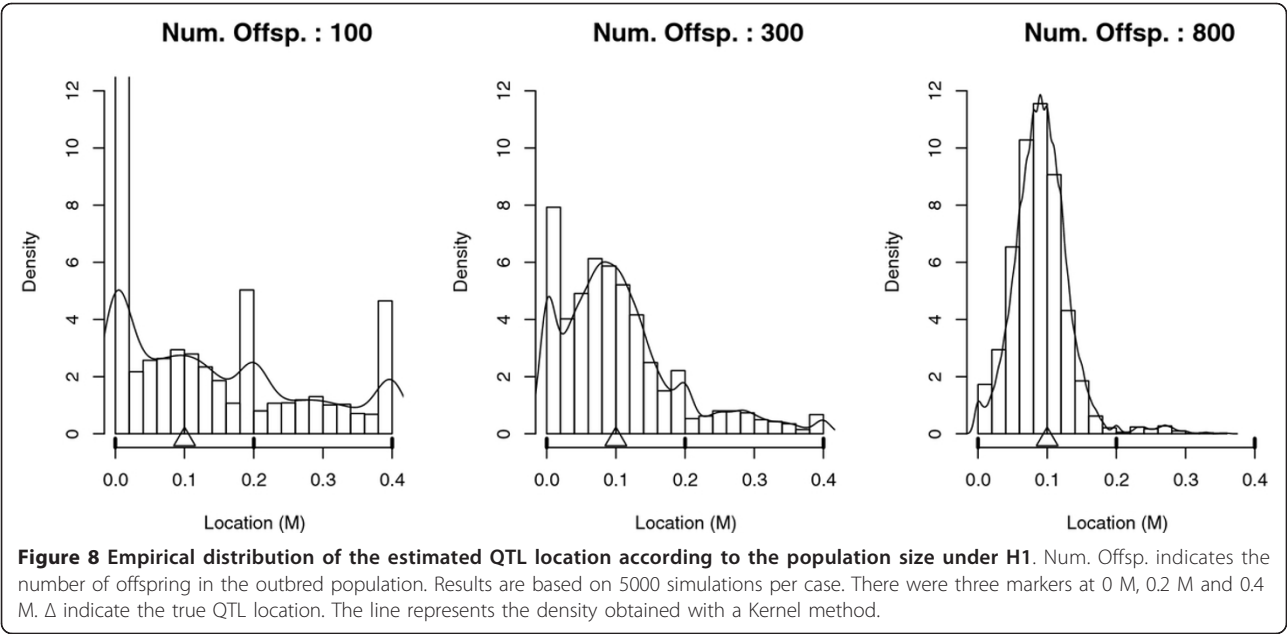 Num. Offsp. : 100
Num. Offsp. : 300
Num. Offsp. : 800
Density
0 2 4 6 8 10 12
0.0 0.1 0.2 0.3 0.4
Location (M)
Density
0 2 4 6 8 10 12
0.0 0.1 0.2 0.3 0.4
Location (M)
Density
0 2 4 6 8 10 12
0.0 0.1 0.2 0.3 0.4
Location (M)
Figure 8 Empirical distribution of the estimated QTL location according to the population size under H1. Num. Offsp. indicates the
number of offspring in the outbred population. Results are based on 5000 simulations per case. There were three markers at 0 M, 0.2 M and 0.4
M. Δ indicate the true QTL location. The line represents the density obtained with a Kernel method.